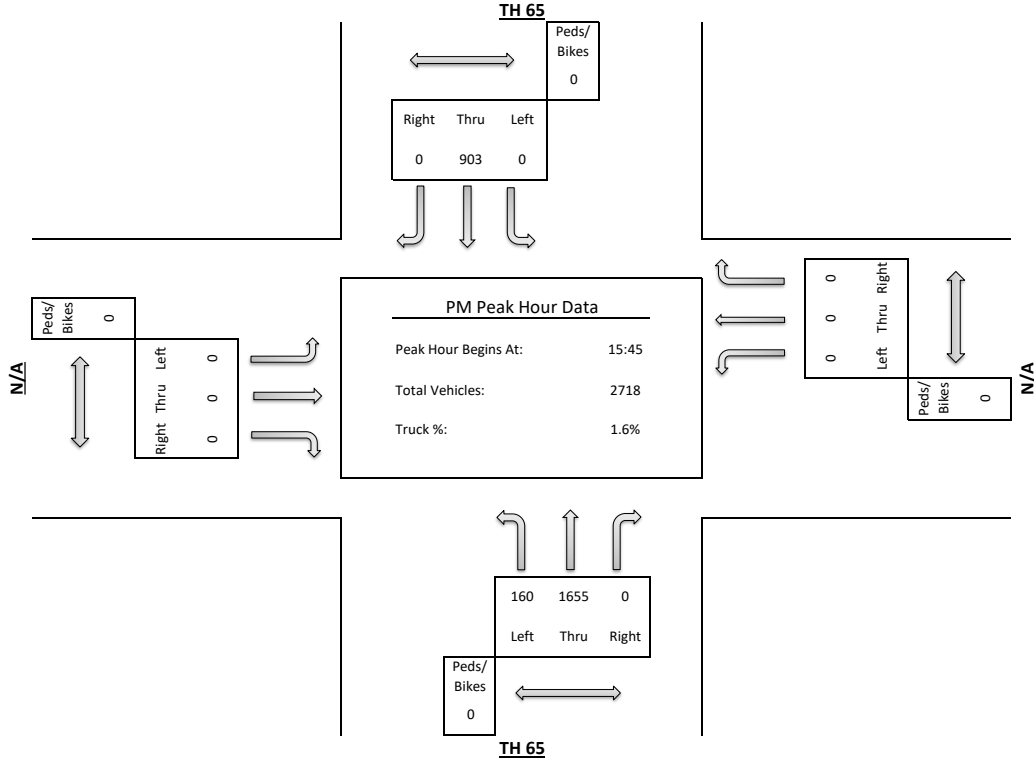 TH 65
Peds/
Bikes
0
Right Thru Left
0 903 0
PM Peak Hour Data
Peak Hour Begins At: 15:45
Total Vehicles: 2718
Truck %: 1.6%
N/A
Peds/
Bikes
0
Left 0
Thru 0
Right 0
0 Right
0 Thru
0 Left
Peds/
Bikes
0
N/A
160 1655 0
Left Thru Right
Peds/
Bikes
0
TH 65